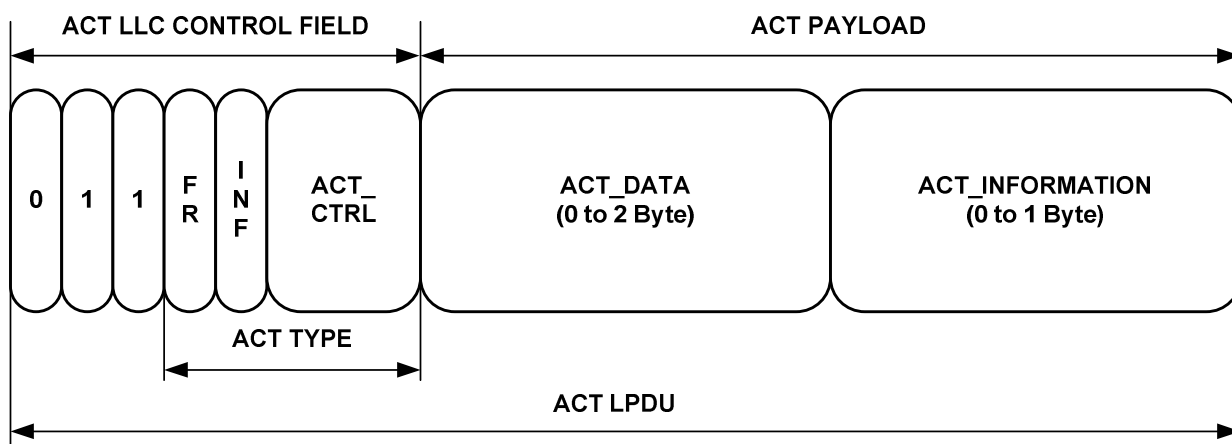 ACT LLC CONTROL FIELD
ACT PAYLOAD
0
1
1
F
R
I
N
F
ACT_
CTRL
ACT_DATA
(0 to 2 Byte)
ACT_INFORMATION
(0 to 1 Byte)
ACT TYPE
ACT LPDU